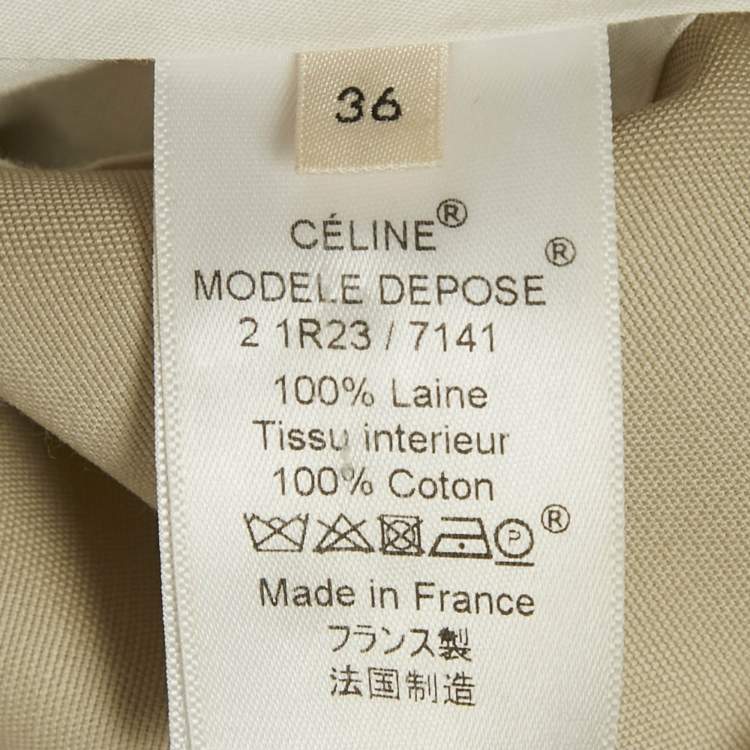 36
CÉLINE®
MODELE DEPOSE®
2 1R23 / 7141
100% Laine
Tissu interieur
100% Coton
P ®
Made in France
フランス製
法国制造